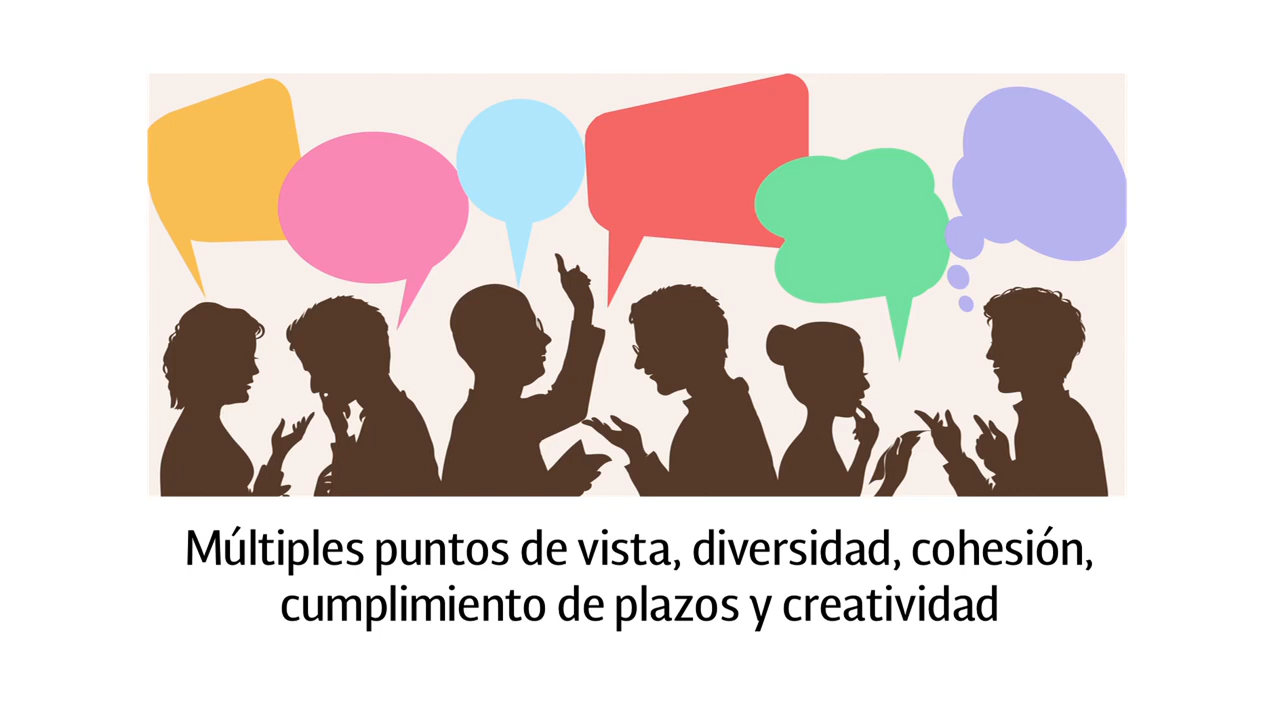 Múltiples puntos de vista, diversidad, cohesión,
cumplimiento de plazos y creatividad